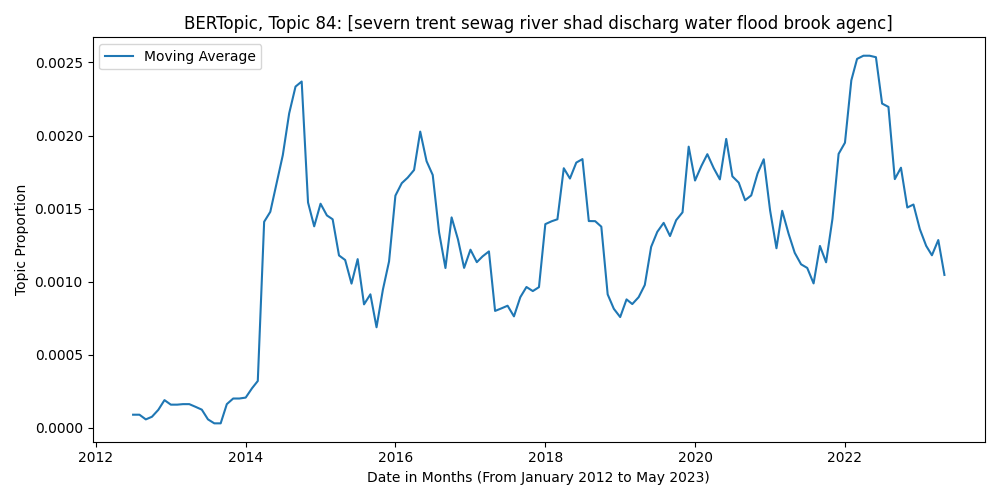 BERTopic, Topic 84: [severn trent sewag river shad discharg water flood brook agenc]
Moving Average
0.0025
0.0020
0.0015
0.0010
0.0005
0.0000
Topic Proportion
2012 2014 2016 2018 2020 2022
Date in Months (From January 2012 to May 2023)